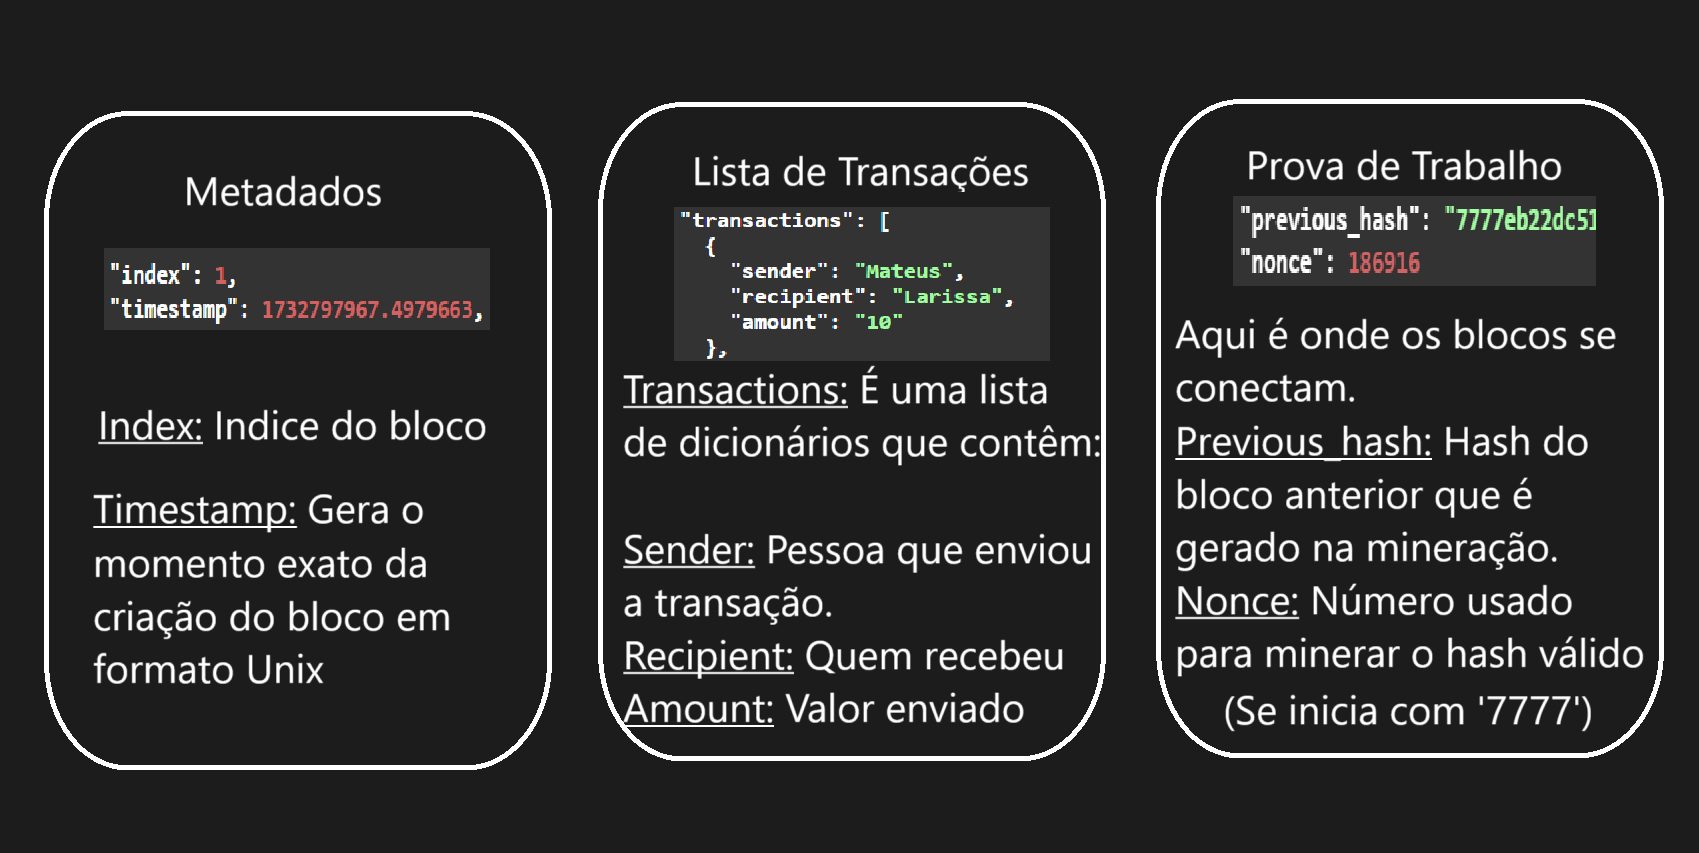 Metadados
"index": 1,
"timestamp": 1732797967.4979663,
Index: Indice do bloco
Timestamp: Gera o
momento exato da
criação do bloco em
formato Unix
Lista de Transações
"transactions": [
{
"sender": "Mateus",
"recipient": "Larissa",
"amount": "10"
},
Transactions: É uma lista
de dicionários que contêm:
Sender: Pessoa que enviou
a transação.
Recipient: Quem recebeu
Amount: Valor enviado
Prova de Trabalho
"previous_hash": "7777eb22dc51
"nonce": 186916
Aqui é onde os blocos se
conectam.
Previous_hash: Hash do
bloco anterior que é
gerado na mineração.
Nonce: Número usado
para minerar o hash válido
(Se inicia com '7777')